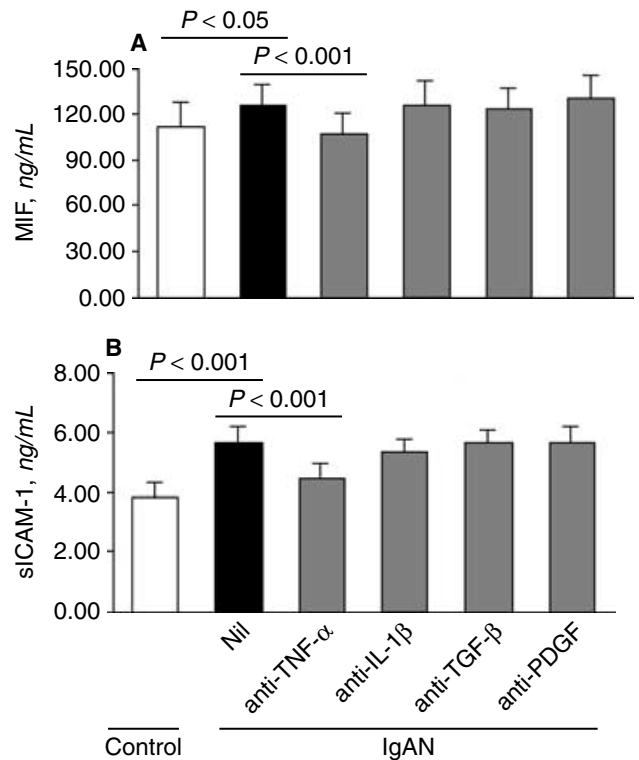 P < 0.05
A
P < 0.001
150.00
120.00
90.00
60.00
30.00
0.00
MIF, ng/mL
B
P < 0.001
P < 0.001
8.00
6.00
4.00
2.00
0.00
sICAM-1, ng/mL
Nil
anti-TNF-α
anti-IL-1β
anti-TGF-β
anti-PDGF
Control
IgAN